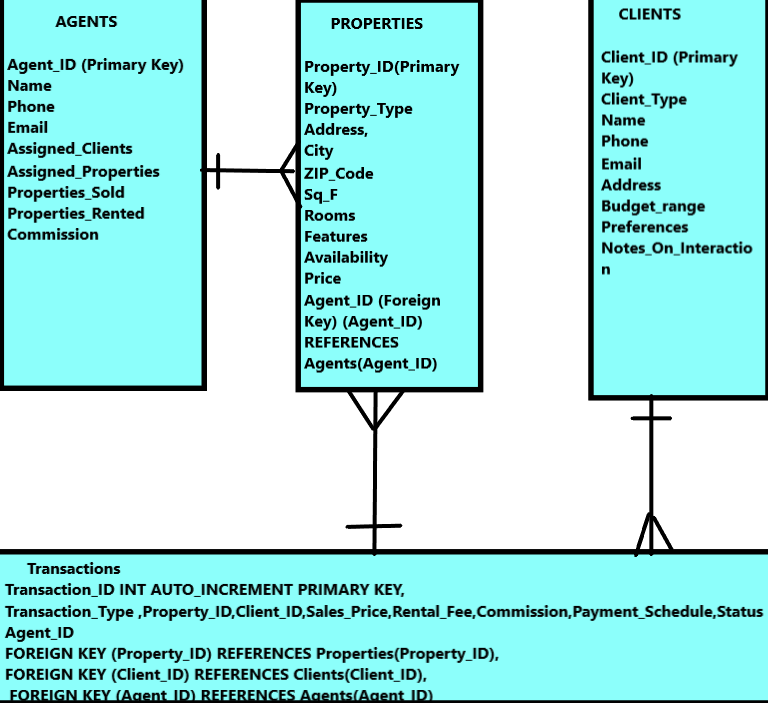 AGENTS
Agent_ID (Primary Key)
Name
Phone
Email
Assigned_Clients
Assigned_Properties
Properties_Sold
Properties_Rented
Commission
PROPERTIES
Property_ID(Primary
Key)
Property_Type
Address,
City
ZIP_Code
Sq_F
Rooms
Features
Availability
Price
Agent_ID (Foreign
Key) (Agent_ID)
REFERENCES
Agents(Agent_ID)
CLIENTS
Client_ID (Primary
Key)
Client_Type
Name
Phone
Email
Address
Budget_range
Preferences
Notes_On_Interactio
n
Transactions
Transaction_ID INT AUTO_INCREMENT PRIMARY KEY,
Transaction_Type ,Property_ID,Client_ID,Sales_Price,Rental_Fee,Commission,Payment_Schedule,Status
Agent_ID
FOREIGN KEY (Property_ID) REFERENCES Properties(Property_ID),
FOREIGN KEY (Client_ID) REFERENCES Clients(Client_ID),
FOREIGN KEY (Agent_ID) REFERENCES Agents(Agent_ID)